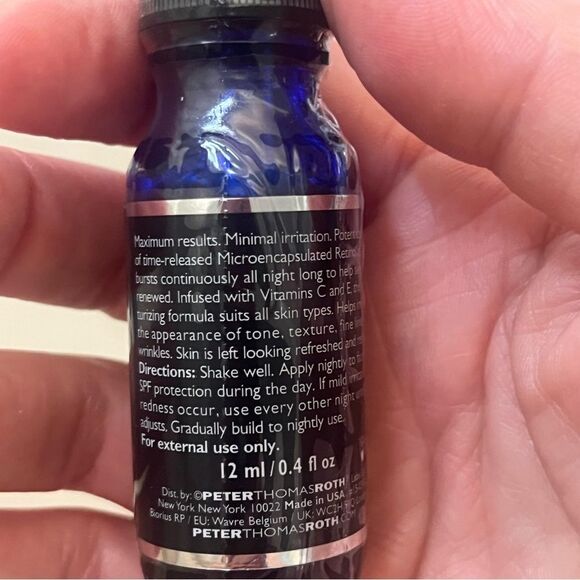 Maximum results. Minimal irritation.
of time-released Microencapsulated
bursts continuously all night long to help
renewed. Infused with Vitamins C and E,
turizing formula suits all skin types. Helps
the appearance of tone, texture, fine
wrinkles. Skin is left looking refreshed and
Directions: Shake well. Apply nightly to
SPF protection during the day. If mild
redness occur, use every other night
adjusts. Gradually build to nightly use.
For external use only.
12 ml/0.4 fl oz
Dist. by: ©PETERTHOMASROTH
New York New York 10022 Made in USA
Biorius RP / EU: Wavre Belgium / UK: WC2H
PETERTHOMASROTH.COM